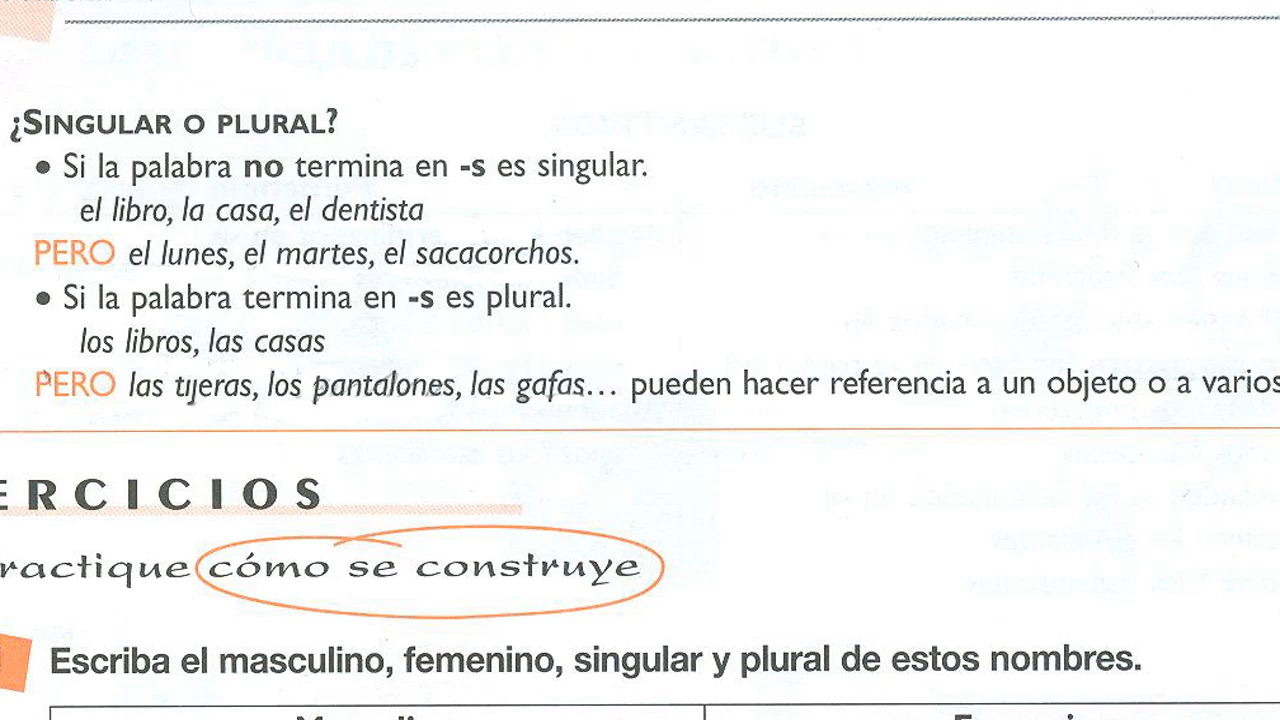 ¿SINGULAR O PLURAL?
• Si la palabra no termina en -s es singular.
el libro, la casa, el dentista
PERO el lunes, el martes, el sacacorchos.
• Si la palabra termina en -s es plural.
los libros, las casas
PERO las tijeras, los pantalones, las gafas... pueden hacer referencia a un objeto o a varios
ERCICIOS
ractique cómo se construye
Escriba el masculino, femenino, singular y plural de estos nombres.